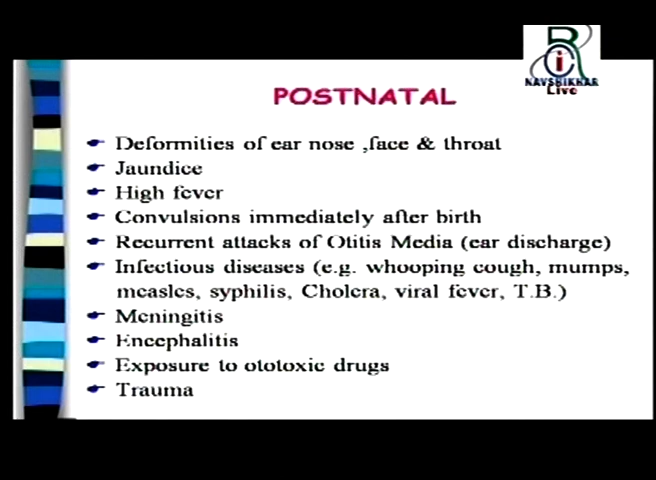 RCI
NAVSHIKHAR
Live
POSTNATAL
Deformities of ear nose ,face & throat
Jaundice
High fever
Convulsions immediately after birth
Recurrent attacks of Otitis Media (ear discharge)
Infectious diseases (e.g. whooping cough, mumps,
measles, syphilis, Cholera, viral fever, T.B.)
Meningitis
Encephalitis
Exposure to ototoxic drugs
Trauma